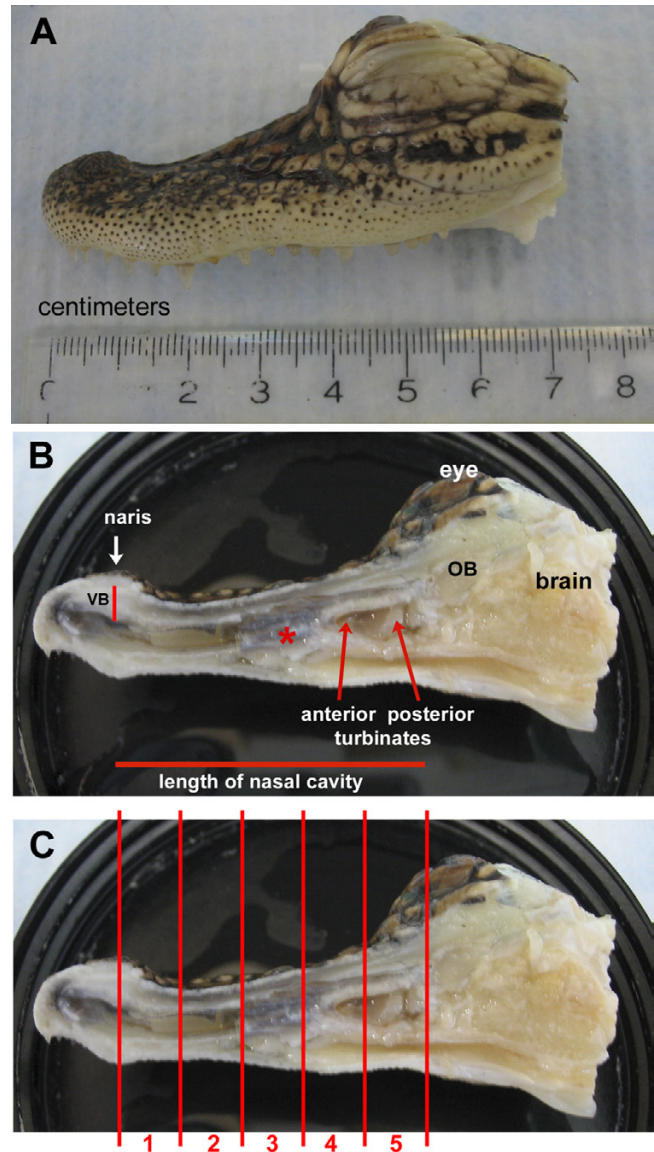 A
centimeters
0 2 3 4 5 6 7 8
B
eye
naris
OB
VB
brain
*
anterior posterior
turbinates
length of nasal cavity
C
1 2 3 4 5